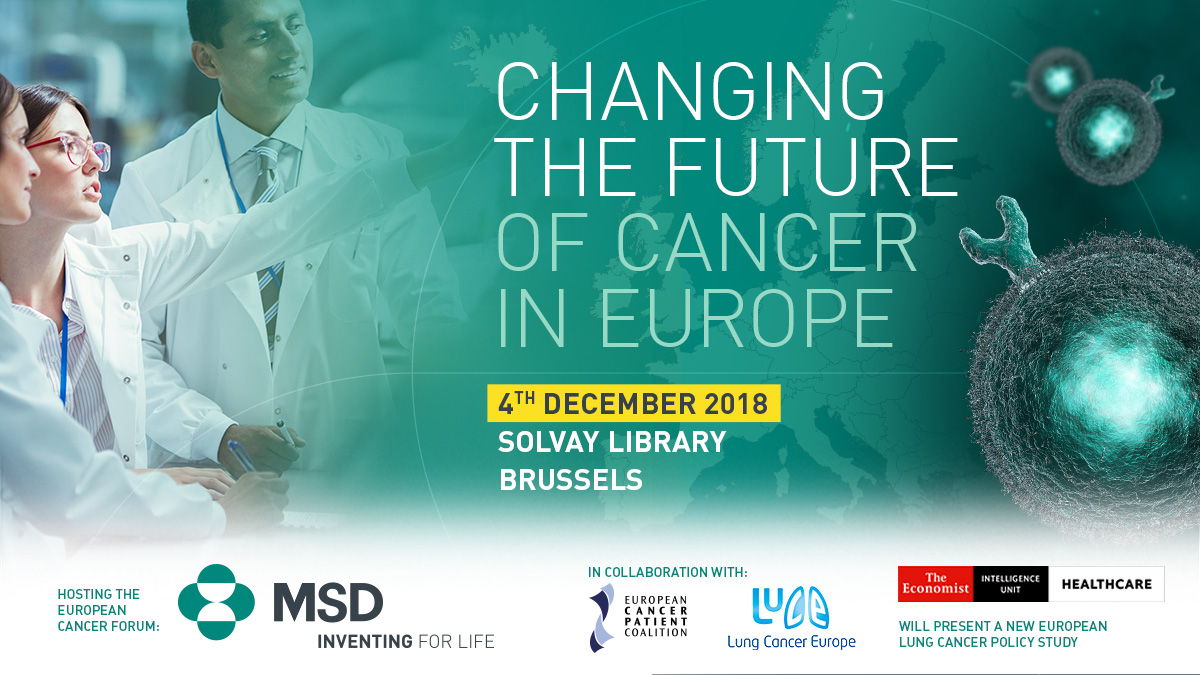 CHANGING
THE FUTURE
OF CANCER
IN EUROPE
4TH DECEMBER 2018
SOLVAY LIBRARY
BRUSSELS
HOSTING THE
EUROPEAN
CANCER FORUM:
MSD
INVENTING FOR LIFE
IN COLLABORATION WITH:
EUROPEAN
CANCER
PATIENT
COALITION
LuCE
Lung Cancer Europe
The
Economist
INTELLIGENCE
UNIT
HEALTHCARE
WILL PRESENT A NEW EUROPEAN
LUNG CANCER POLICY STUDY